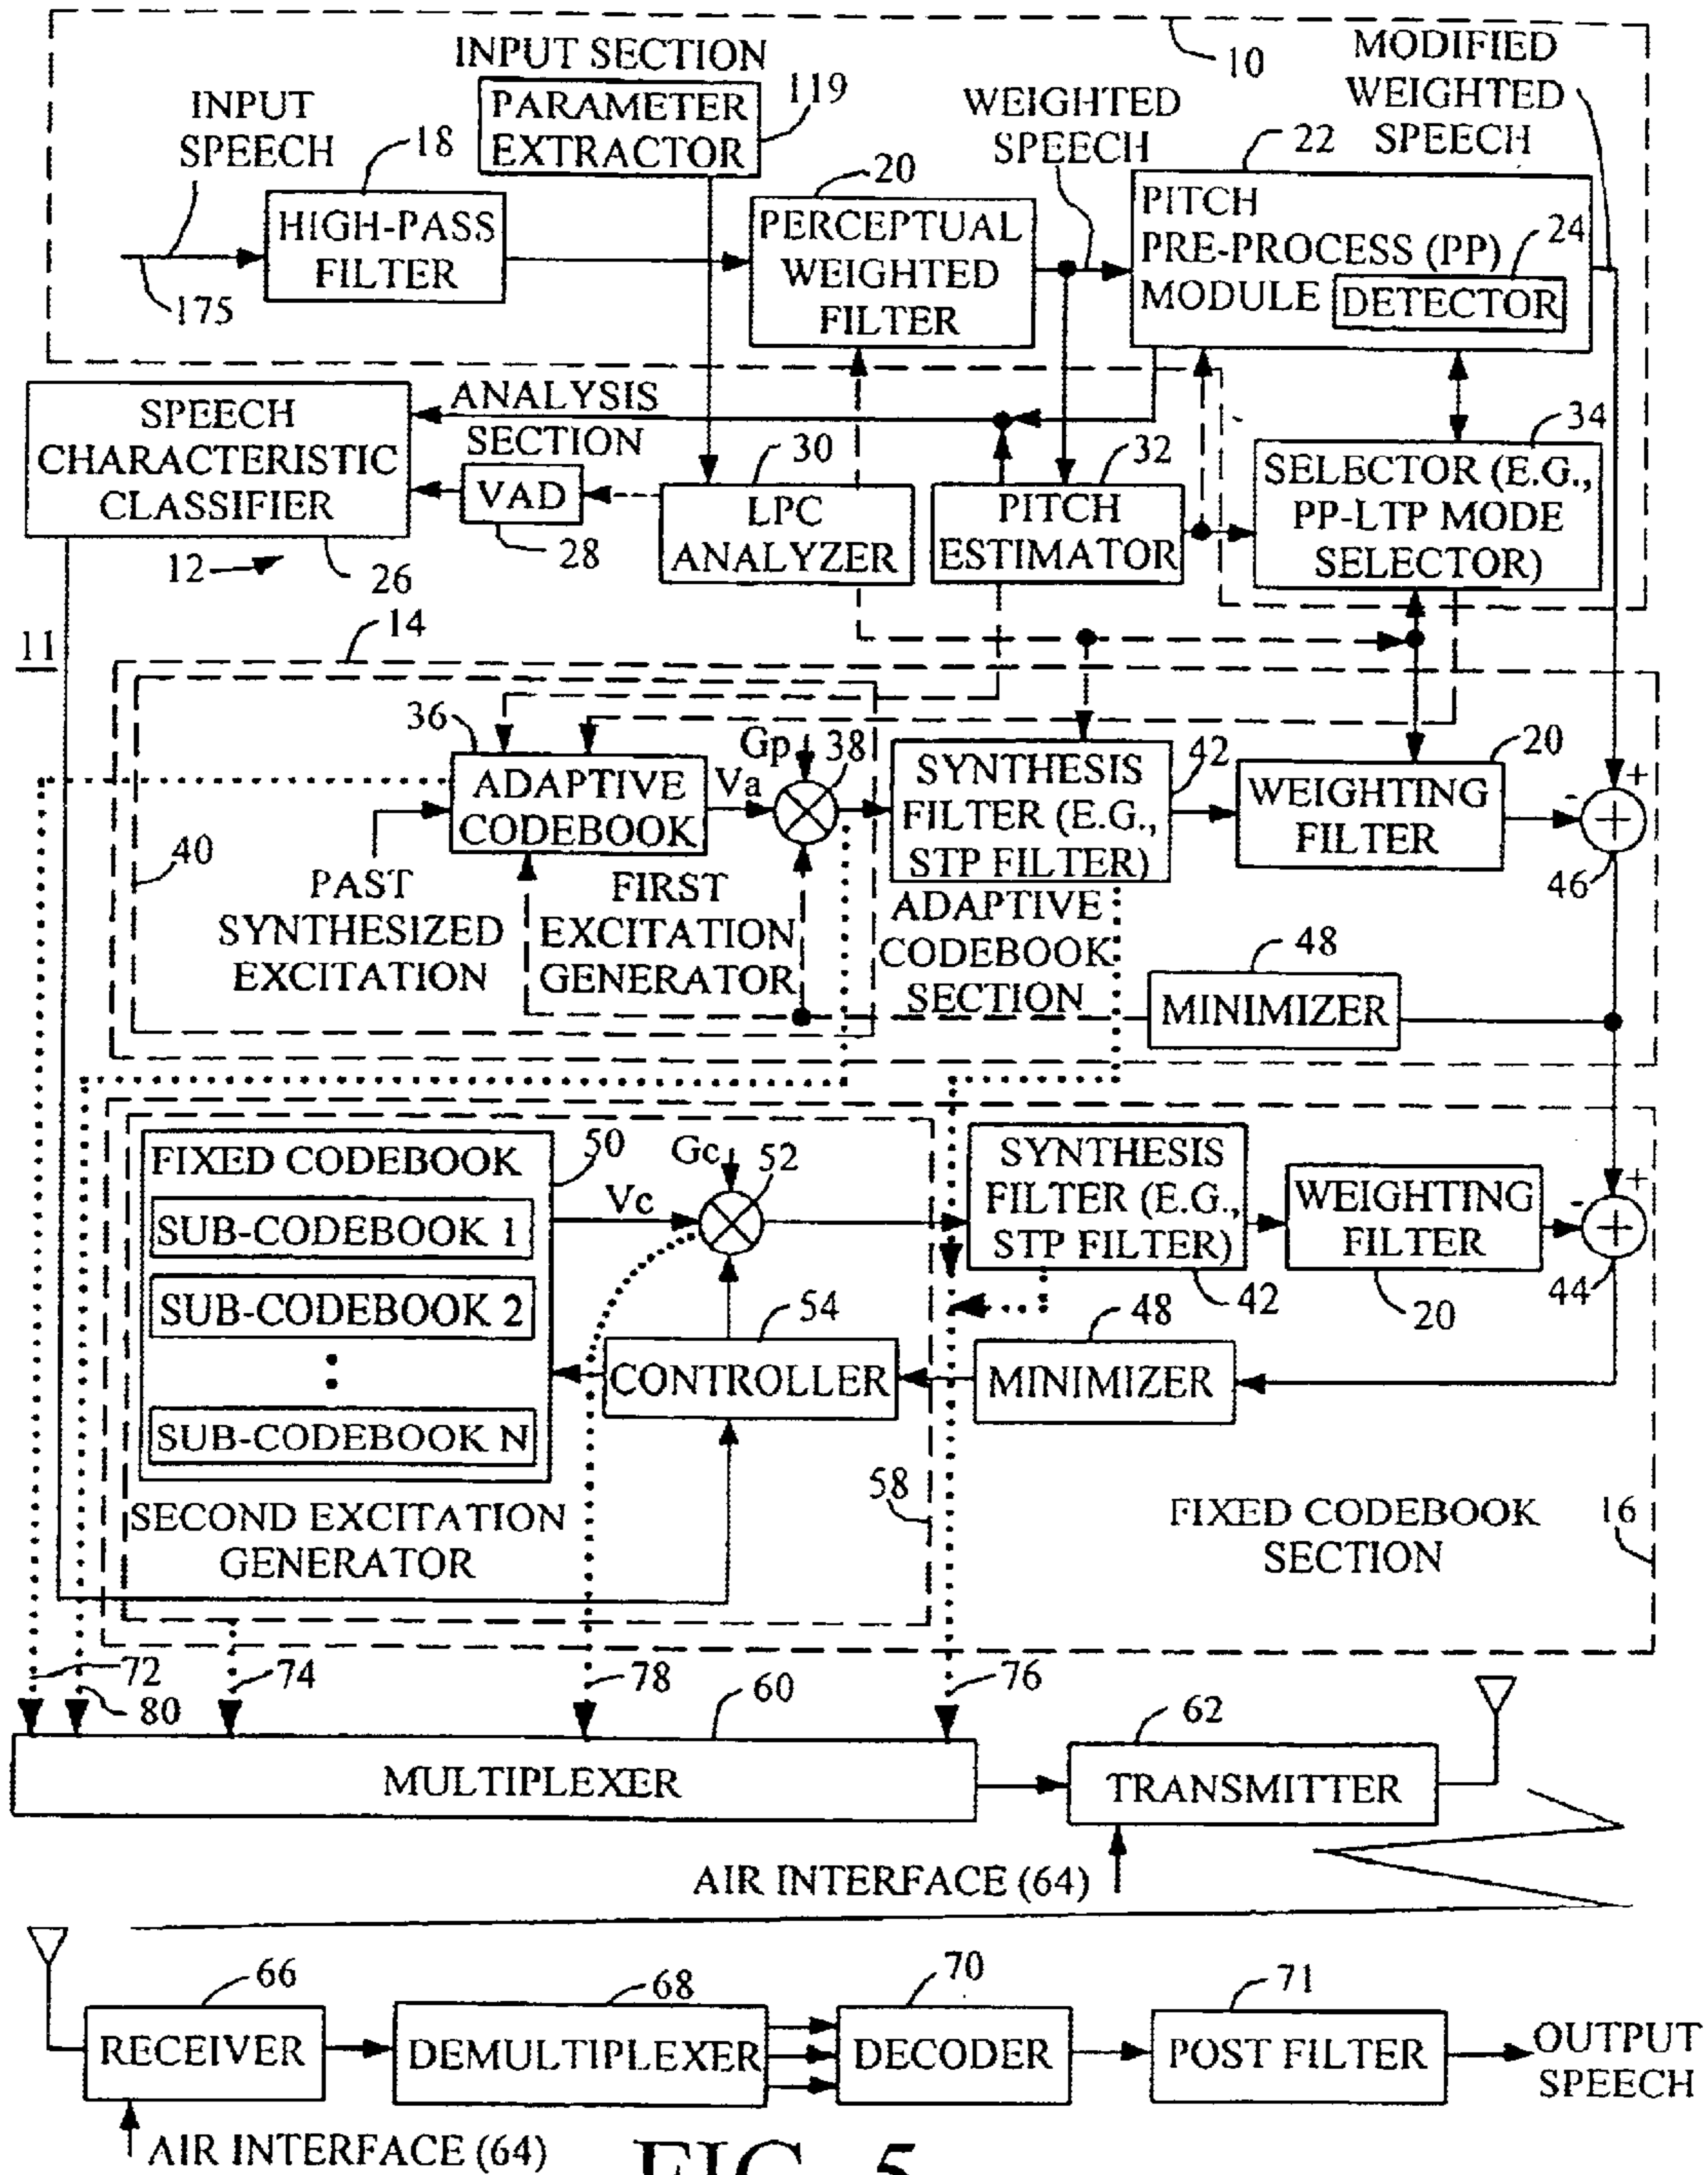 INPUT SECTION
10
MODIFIED
WEIGHTED
SPEECH
INPUT
SPEECH
PARAMETER
EXTRACTOR
119
WEIGHTED
SPEECH
18
20
22
HIGH-PASS
FILTER
175
PERCEPTUAL
WEIGHTED
FILTER
PITCH
PRE-PROCESS (PP)
MODULE
24
DETECTOR
SPEECH
CHARACTERISTIC
CLASSIFIER
ANALYSIS
SECTION
VAD
28
30
LPC
ANALYZER
32
PITCH
ESTIMATOR
34
SELECTOR (E.G.,
PP-LTP MODE
SELECTOR)
12
26
11
14
36
ADAPTIVE
CODEBOOK
Gp
Va
38
SYNTHESIS
FILTER (E.G.,
STP FILTER)
42
20
WEIGHTING
FILTER
-
+
46
40
PAST
SYNTHESIZED
EXCITATION
FIRST
EXCITATION
GENERATOR
ADAPTIVE
CODEBOOK
SECTION
48
MINIMIZER
FIXED CODEBOOK
50
SUB-CODEBOOK 1
SUB-CODEBOOK 2
SUB-CODEBOOK N
Gc
Vc
52
SYNTHESIS
FILTER (E.G.,
STP FILTER)
42
WEIGHTING
FILTER
20
-
+
44
54
CONTROLLER
48
MINIMIZER
58
SECOND EXCITATION
GENERATOR
FIXED CODEBOOK
SECTION
16
72
80
74
78
60
76
MULTIPLEXER
62
TRANSMITTER
AIR INTERFACE (64)
66
RECEIVER
68
DEMULTIPLEXER
70
DECODER
71
POST FILTER
OUTPUT
SPEECH
AIR INTERFACE (64)
FIG. 5